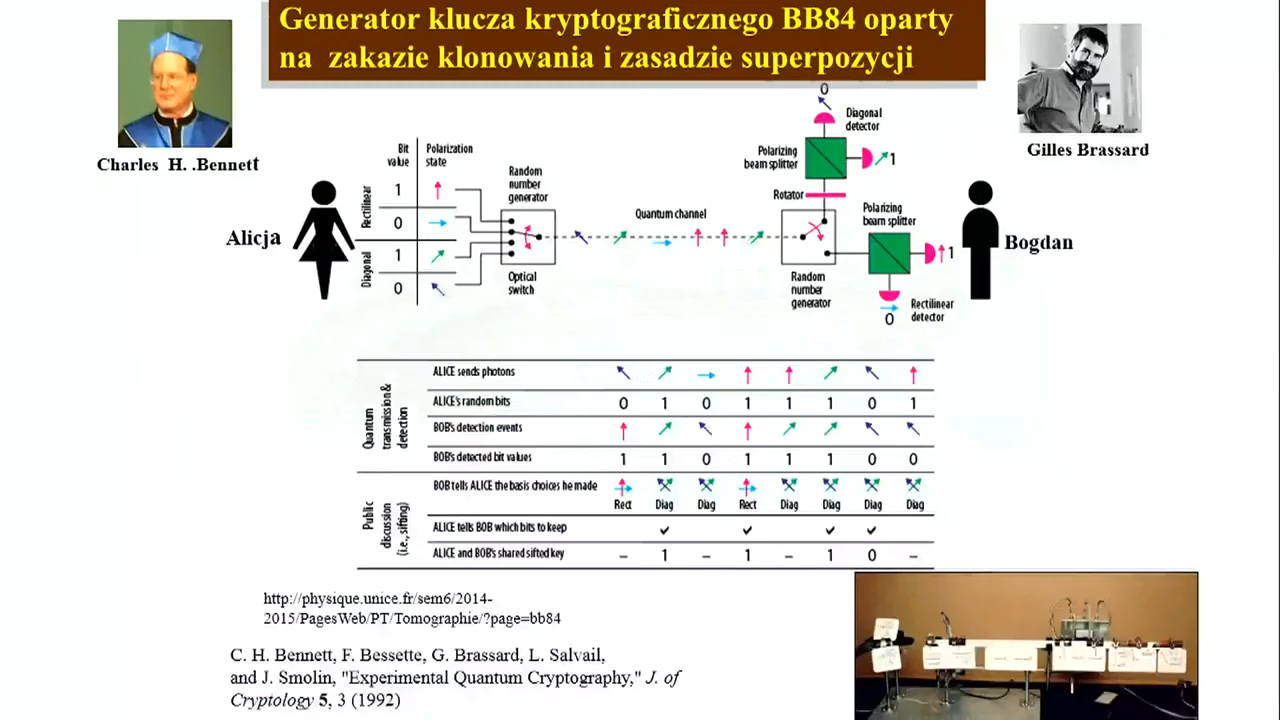 Generator klucza kryptograficznego BB84 oparty
na zakazie klonowania i zasadzie superpozycji
Charles H. .Bennett
Gilles Brassard
Alicja
Bogdan
Bit
value
Polarization
state
Rectilinear
Diagonal
1
0
1
0
Random
number
generator
Optical
switch
Quantum channel
0
Diagonal
detector
Polarizing
beam splitter
1
Rotator
Polarizing
beam splitter
1
Random
number
generator
0
Rectilinear
detector
Quantum
transmission &
detection
ALICE sends photons
ALICE's random bits 0 1 0 1 1 1 0 1
BOB's detection events
BOB's detected bit values 1 1 0 1 1 1 0 0
Public
discussion
(i.e., sifting)
BOB tells ALICE the basis choices he made
Rect Diag Diag Rect Diag Diag Diag Diag
ALICE tells BOB which bits to keep ✓ ✓ ✓ ✓
ALICE and BOB's shared sifted key – 1 – 1 – 1 0 –
http://physique.unice.fr/sem6/2014-
2015/PagesWeb/PT/Tomographie/?page=bb84
C. H. Bennett, F. Bessette, G. Brassard, L. Salvail,
and J. Smolin, "Experimental Quantum Cryptography," J. of
Cryptology 5, 3 (1992)